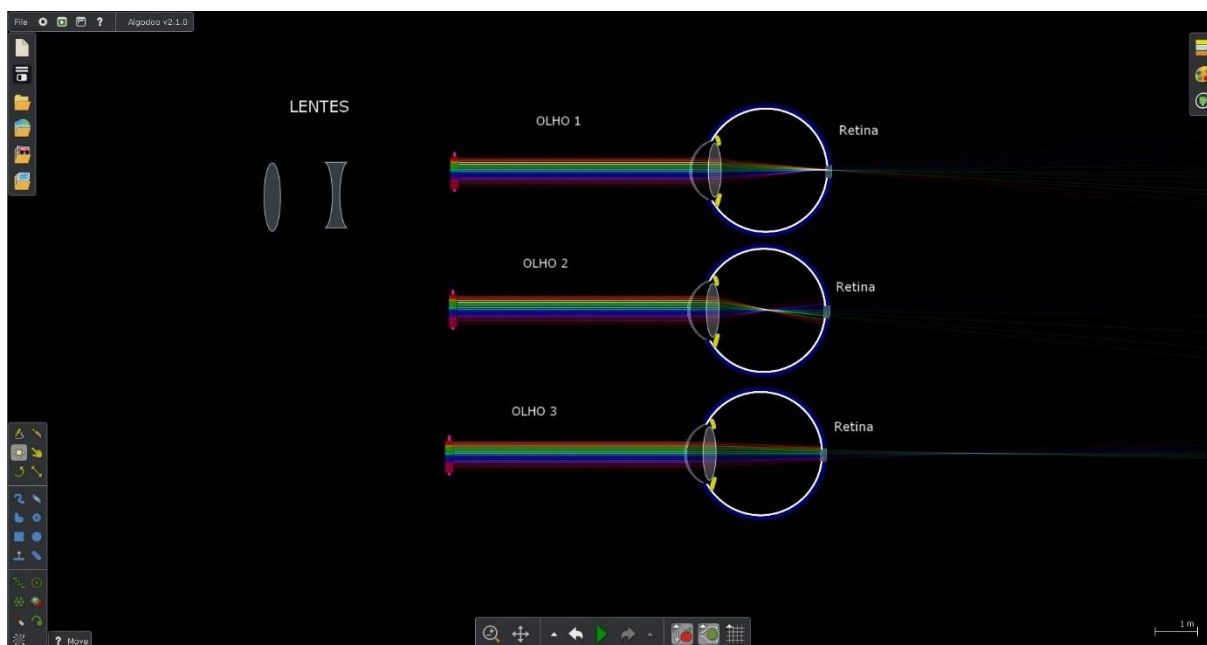 File ? Algodoo v2.1.0
LENTES
OLHO 1
Retina
OLHO 2
Retina
OLHO 3
Retina
? Move
1 m